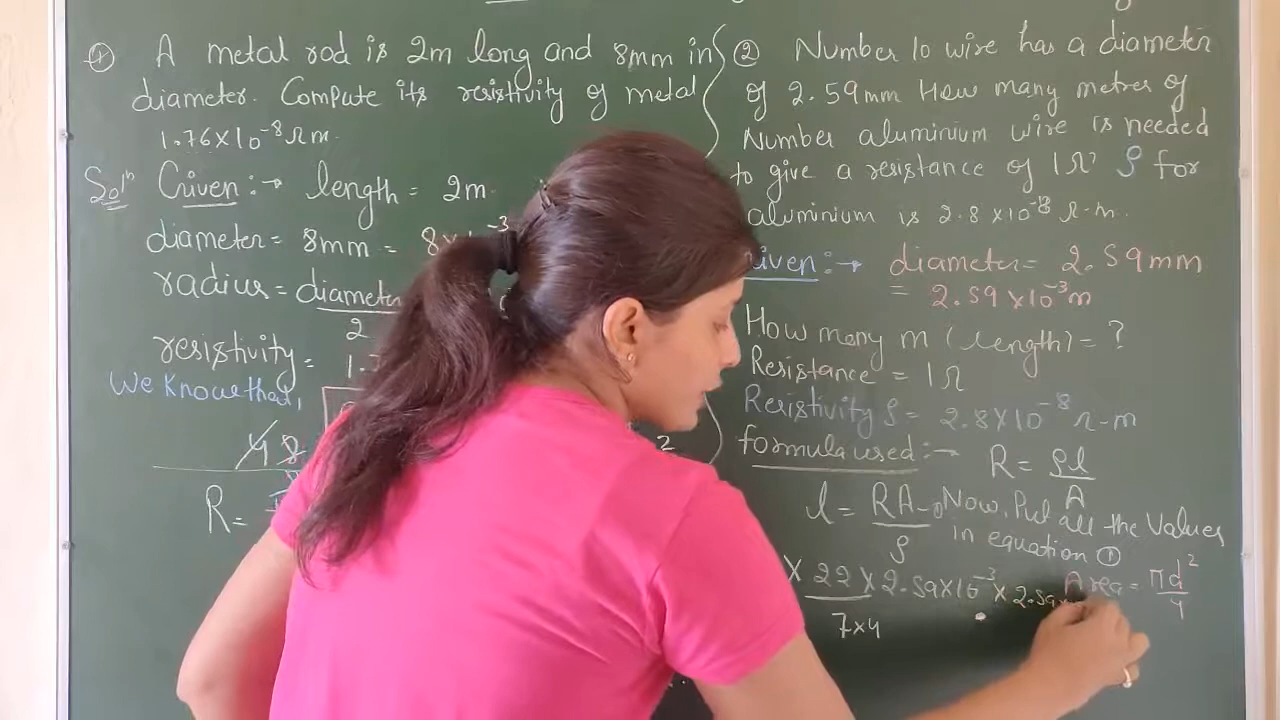 ① A metal rod is 2m long and 8mm in
diameter. Compute its resistivity of metal
1.76×10⁻⁸ Ωm.
Solⁿ Given :→ length = 2m.
diameter = 8mm = 8×
radius = diameter
2
resistivity =
We Know that,
R =
② Number 10 wire has a diameter
of 2.59mm How many metres of
Number aluminium wire is needed
to give a resistance of 1Ω ρ for
aluminium is 2.8×10⁻⁸ Ω-m.
diameter = 2.59mm
= 2.59×10⁻³m
How many m (length) = ?
Resistance = 1Ω
Resistivity ρ = 2.8×10⁻⁸ Ω-m
formula used :→ R = ρl
A
l = RA
ρ
Now, Put all the values
in equation ①
× 22 × 2.59×10⁻³ × 2.59×
7×4
Area = πd²
4